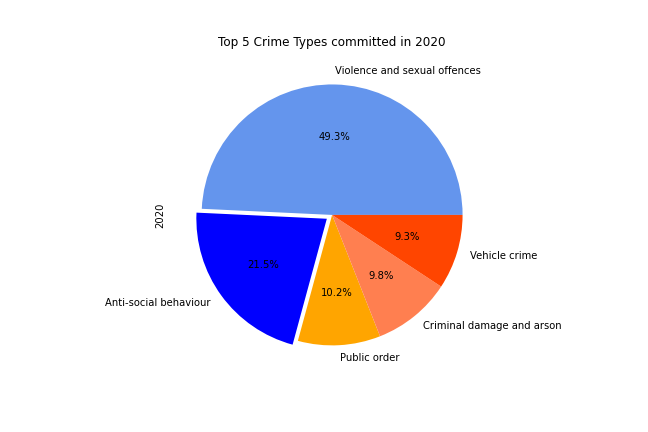 Top 5 Crime Types committed in 2020
Violence and sexual offences
49.3%
2020
9.3%
21.5%
Vehicle crime
9.8%
10.2%
Anti-social behaviour
Criminal damage and arson
Public order